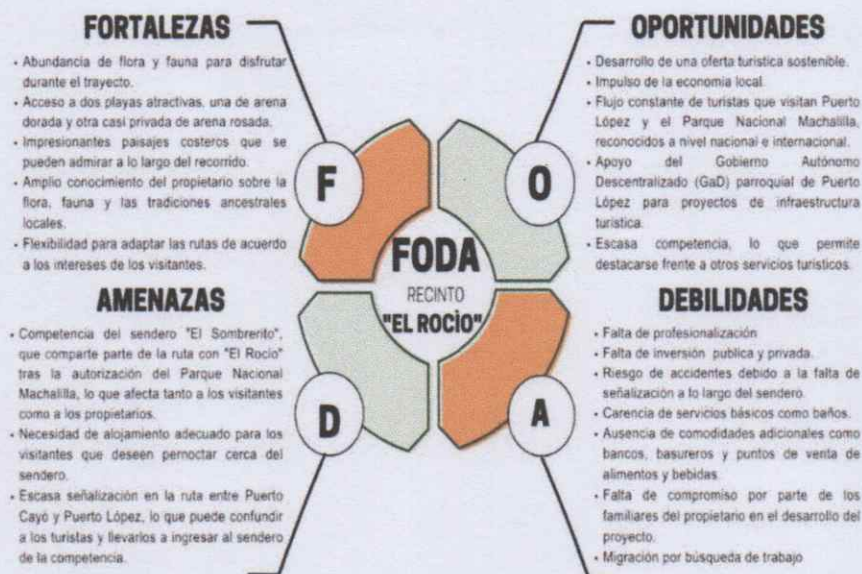 FORTALEZAS
• Abundancia de flora y fauna para disfrutar
durante el trayecto.
• Acceso a dos playas atractivas, una de arena
dorada y otra casi privada de arena rosada.
• Impresionantes paisajes costeros que se
pueden admirar a lo largo del recorrido.
• Amplio conocimiento del propietario sobre la
flora, fauna y las tradiciones ancestrales
locales.
• Flexibilidad para adaptar las rutas de acuerdo
a los intereses de los visitantes.
OPORTUNIDADES
• Desarrollo de una oferta turística sostenible.
• Impulso de la economía local.
• Flujo constante de turistas que visitan Puerto
López y el Parque Nacional Machalilla,
reconocidos a nivel nacional e internacional.
• Apoyo del Gobierno Autónomo
Descentralizado (GaD) parroquial de Puerto
López para proyectos de infraestructura
turística.
• Escasa competencia, lo que permite
destacarse frente a otros servicios turísticos.
F
O
FODA
RECINTO
"EL ROCÌO"
D
A
AMENAZAS
• Competencia del sendero "El Sombrerito",
que comparte parte de la ruta con "El Rocío"
tras la autorización del Parque Nacional
Machalilla, lo que afecta tanto a los visitantes
como a los propietarios.
• Necesidad de alojamiento adecuado para los
visitantes que deseen pernoctar cerca del
sendero.
• Escasa señalización en la ruta entre Puerto
Cayo y Puerto López, lo que puede confundir
a los turistas y llevarlos a ingresar al sendero
de la competencia.
DEBILIDADES
• Falta de profesionalización
• Falta de inversión publica y privada.
• Riesgo de accidentes debido a la falta de
señalización a lo largo del sendero.
• Carencia de servicios básicos como baños.
• Ausencia de comodidades adicionales como
bancos, basureros y puntos de venta de
alimentos y bebidas.
• Falta de compromiso por parte de los
familiares del propietario en el desarrollo del
proyecto.
• Migración por búsqueda de trabajo